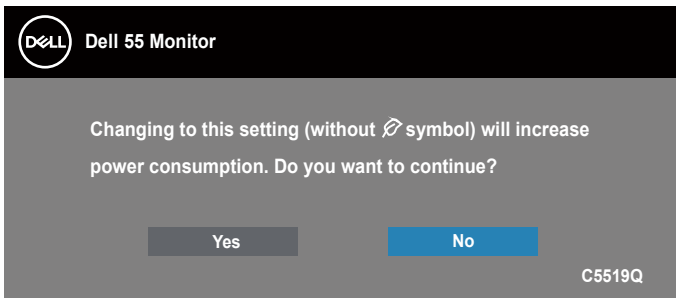 DELL
Dell 55 Monitor
Changing to this setting (without symbol) will increase
power consumption. Do you want to continue?
Yes
No
C5519Q